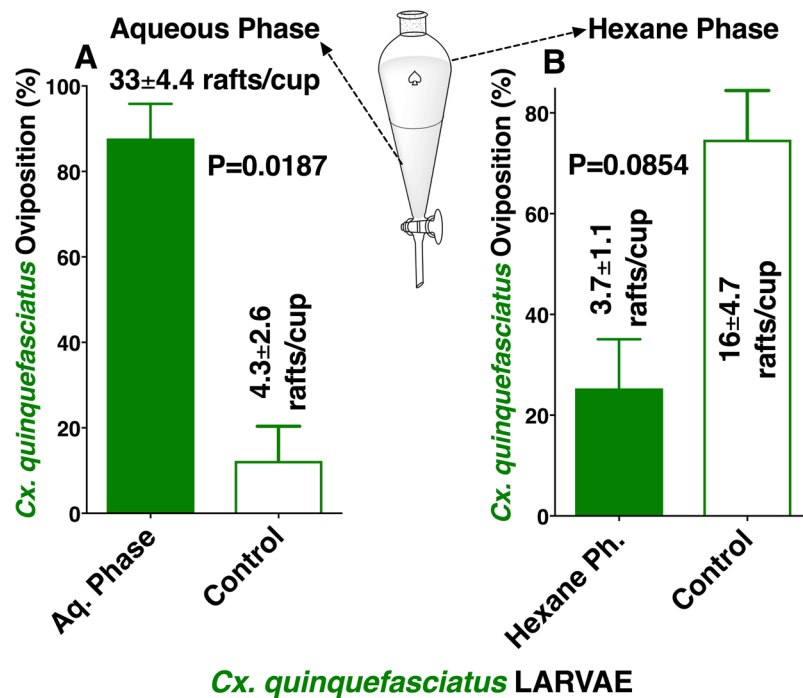 Aqueous Phase
Hexane Phase
A
33±4.4 rafts/cup
P=0.0187
4.3±2.6
rafts/cup
Cx. quinquefasciatus Oviposition (%)
100
80
60
40
20
0
Aq. Phase
Control
B
P=0.0854
3.7±1.1
rafts/cup
16±4.7
rafts/cup
Cx. quinquefasciatus Oviposition (%)
80
60
40
20
0
Hexane Ph.
Control
Cx. quinquefasciatus LARVAE